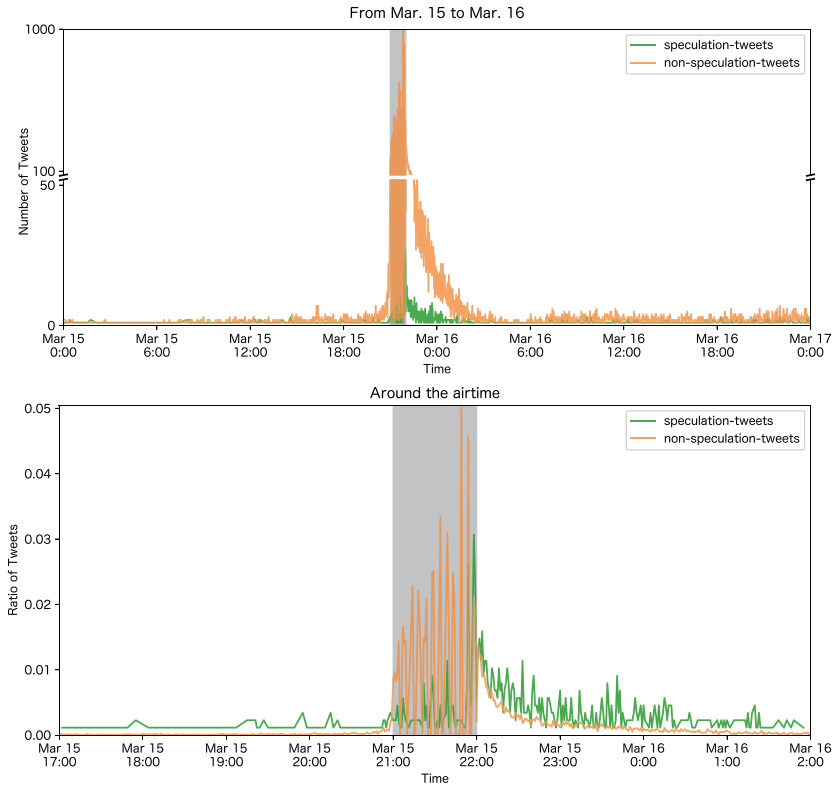 From Mar. 15 to Mar. 16
1000
100
50
0
Number of Tweets
speculation-tweets
non-speculation-tweets
Mar 15 Mar 15 Mar 15 Mar 15 Mar 16 Mar 16 Mar 16 Mar 16 Mar 17
0:00 6:00 12:00 18:00 0:00 6:00 12:00 18:00 0:00
Time
Around the airtime
0.05
0.04
0.03
0.02
0.01
0.00
Ratio of Tweets
speculation-tweets
non-speculation-tweets
Mar 15 Mar 15 Mar 15 Mar 15 Mar 15 Mar 15 Mar 15 Mar 16 Mar 16 Mar 16
17:00 18:00 19:00 20:00 21:00 22:00 23:00 0:00 1:00 2:00
Time